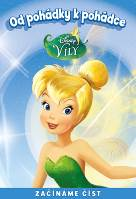 Od pohádky k pohádce
Disney
VÍLY
ZAČÍNÁME ČÍST